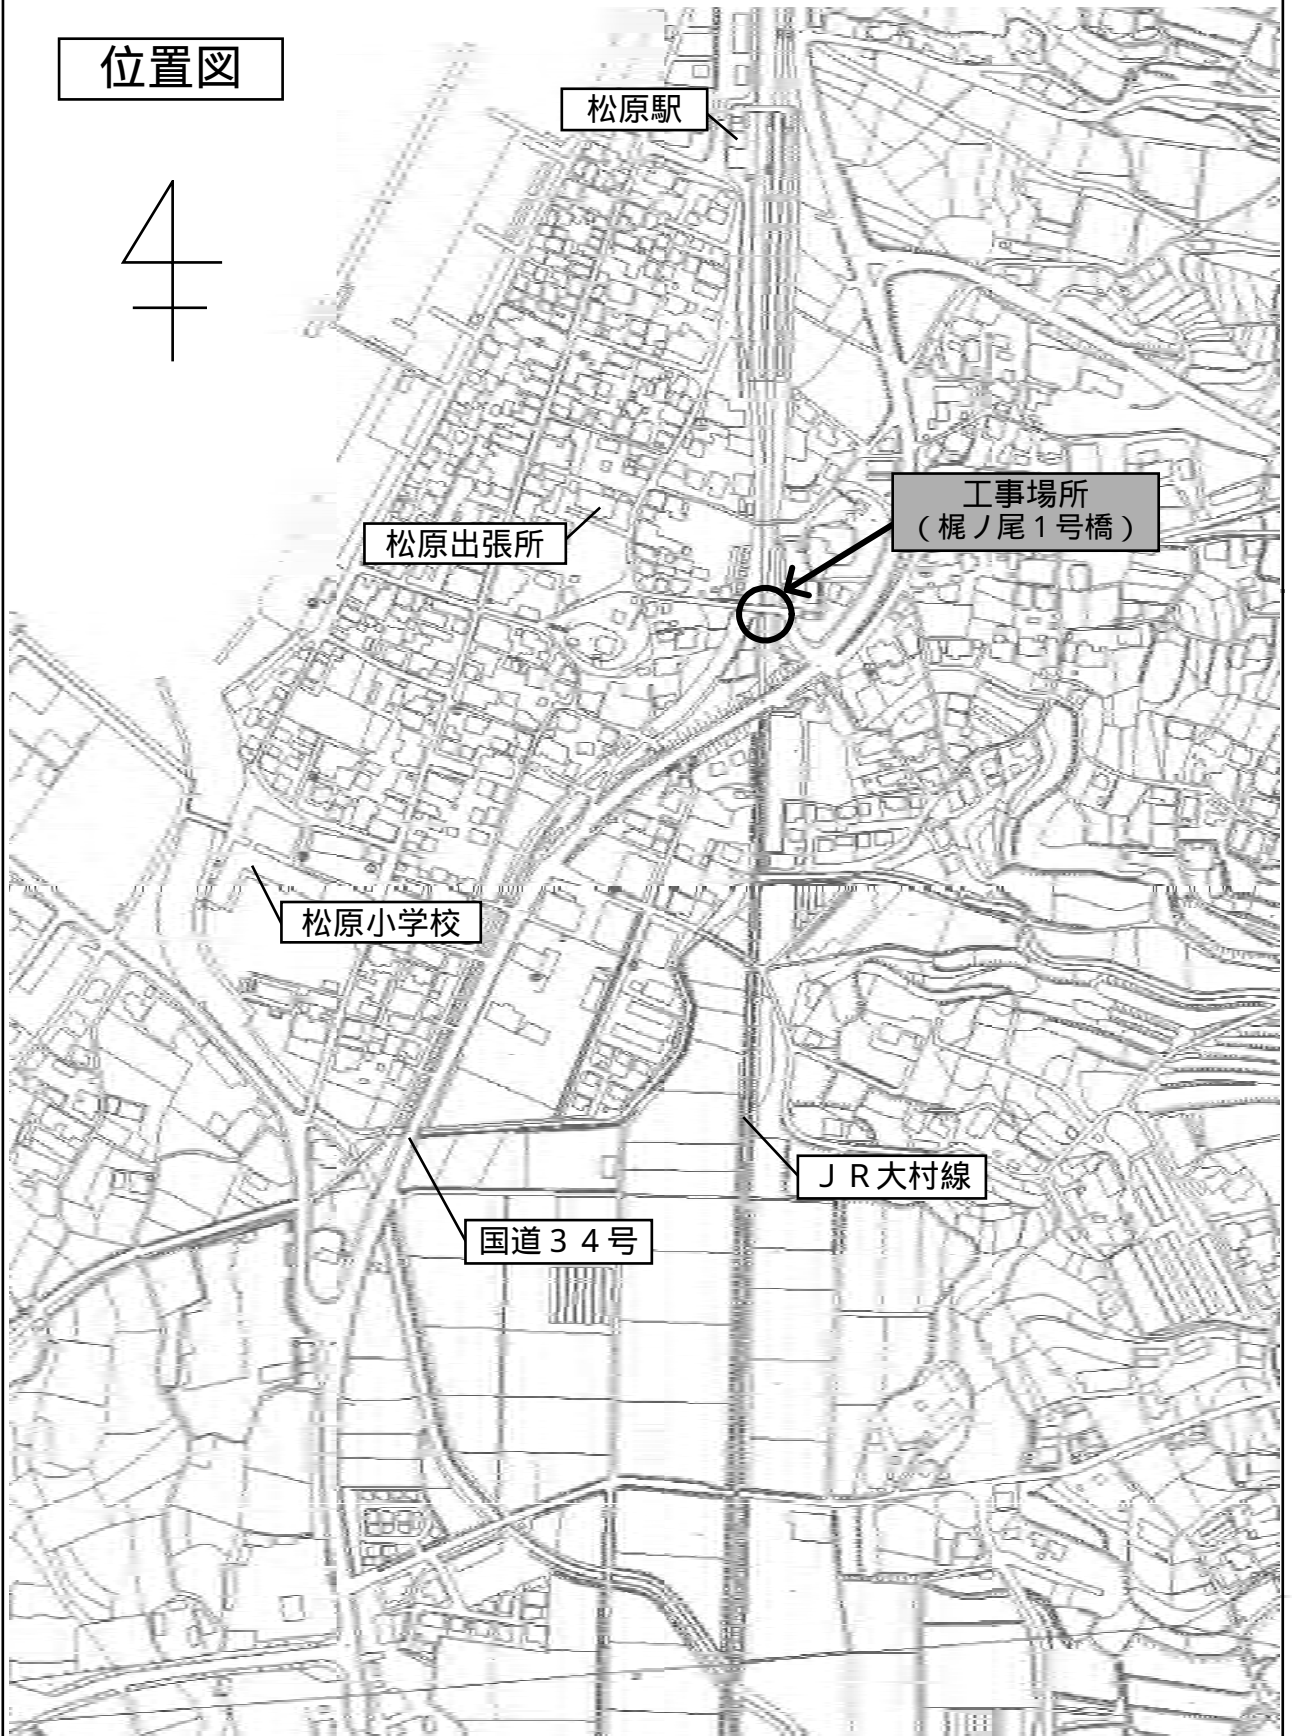 位置図
松原駅
工事場所
（梶ノ尾１号橋）
松原出張所
松原小学校
ＪＲ大村線
国道３４号